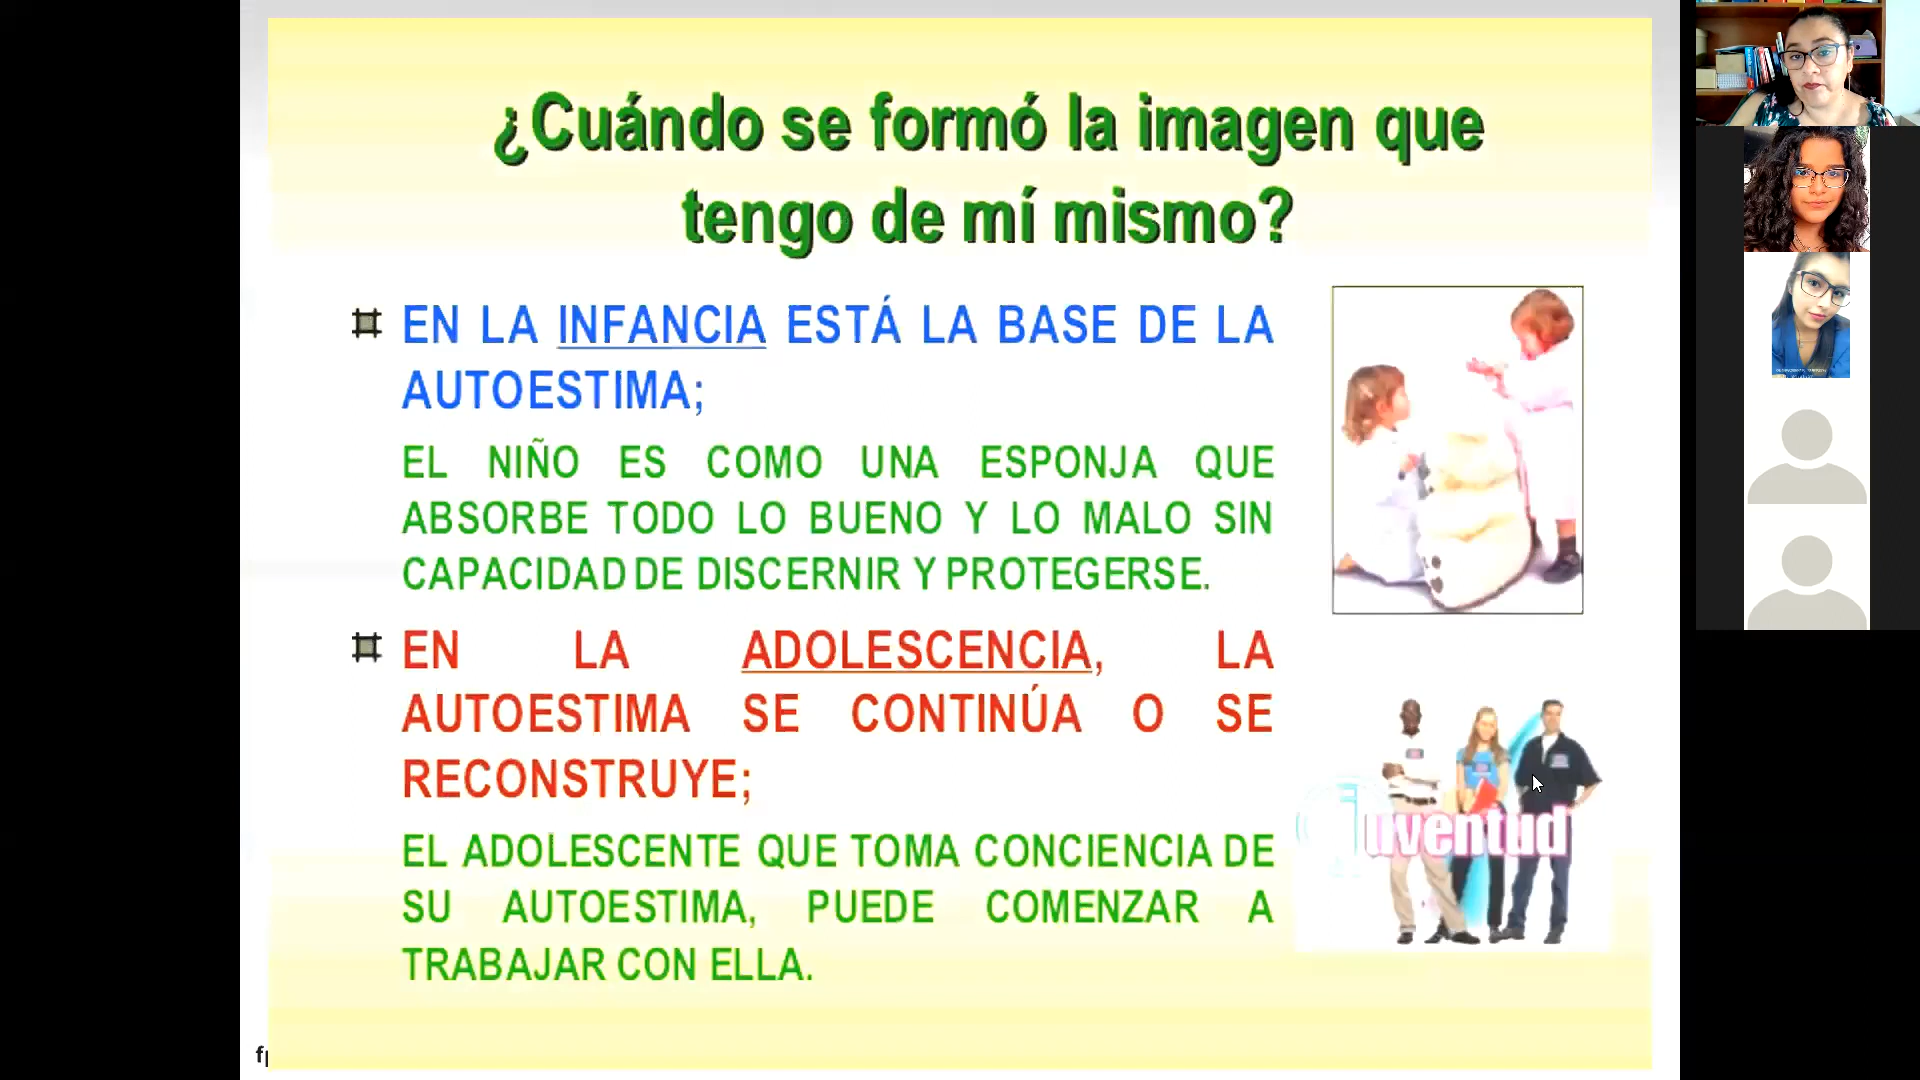 ¿Cuándo se formó la imagen que
tengo de mí mismo?
EN LA INFANCIA ESTÁ LA BASE DE LA
AUTOESTIMA;
EL NIÑO ES COMO UNA ESPONJA QUE
ABSORBE TODO LO BUENO Y LO MALO SIN
CAPACIDAD DE DISCERNIR Y PROTEGERSE.
EN LA ADOLESCENCIA, LA
AUTOESTIMA SE CONTINÚA O SE
RECONSTRUYE;
EL ADOLESCENTE QUE TOMA CONCIENCIA DE
SU AUTOESTIMA, PUEDE COMENZAR A
TRABAJAR CON ELLA.
juventud